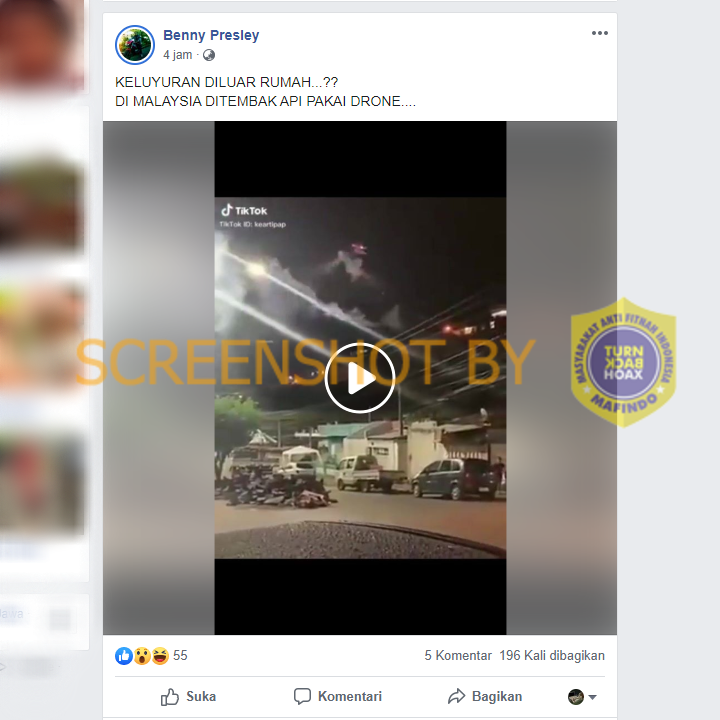 Benny Presley
4 jam
KELUYURAN DILUAR RUMAH...??
DI MALAYSIA DITEMBAK API PAKAI DRONE....
TikTok
TikTok ID: keartipap
SCREENSHOT BY
MASYARAKAT ANTI FITNAH INDONESIA
TURN
BACK
HOAX
MAFINDO
55
5 Komentar 196 Kali dibagikan
Suka
Komentari
Bagikan